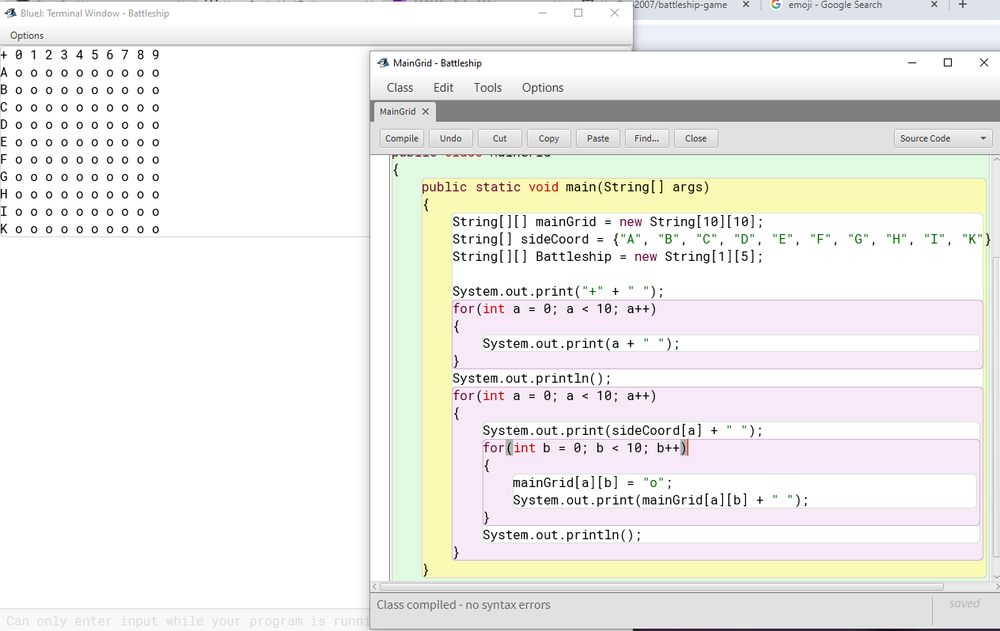 BlueJ: Terminal Window - Battleship
2007/battleship-game
emoji - Google Search
Options
+ 0 1 2 3 4 5 6 7 8 9
A o o o o o o o o o o
B o o o o o o o o o o
C o o o o o o o o o o
D o o o o o o o o o o
E o o o o o o o o o o
F o o o o o o o o o o
G o o o o o o o o o o
H o o o o o o o o o o
I o o o o o o o o o o
K o o o o o o o o o o
Can only enter input while your program is runni
MainGrid - Battleship
Class Edit Tools Options
MainGrid
Compile Undo Cut Copy Paste Find... Close Source Code
public class MainGrid
{
public static void main(String[] args)
{
String[][] mainGrid = new String[10][10];
String[] sideCoord = {"A", "B", "C", "D", "E", "F", "G", "H", "I", "K"}
String[][] Battleship = new String[1][5];
System.out.print("+" + " ");
for(int a = 0; a < 10; a++)
{
System.out.print(a + " ");
}
System.out.println();
for(int a = 0; a < 10; a++)
{
System.out.print(sideCoord[a] + " ");
for(int b = 0; b < 10; b++)
{
mainGrid[a][b] = "o";
System.out.print(mainGrid[a][b] + " ");
}
System.out.println();
}
}
Class compiled - no syntax errors
saved